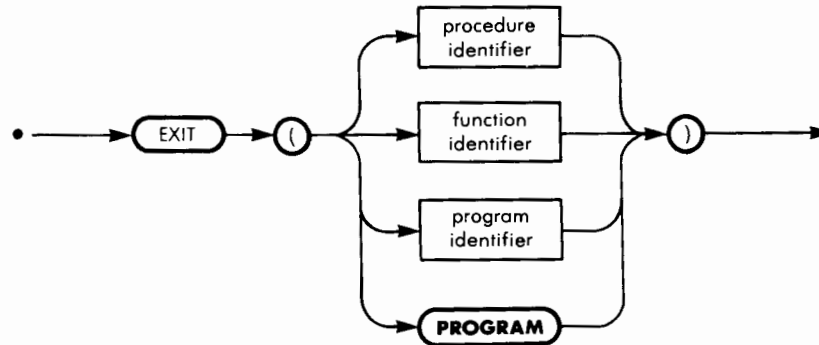 procedure
identifier
EXIT
(
function
identifier
)
program
identifier
PROGRAM